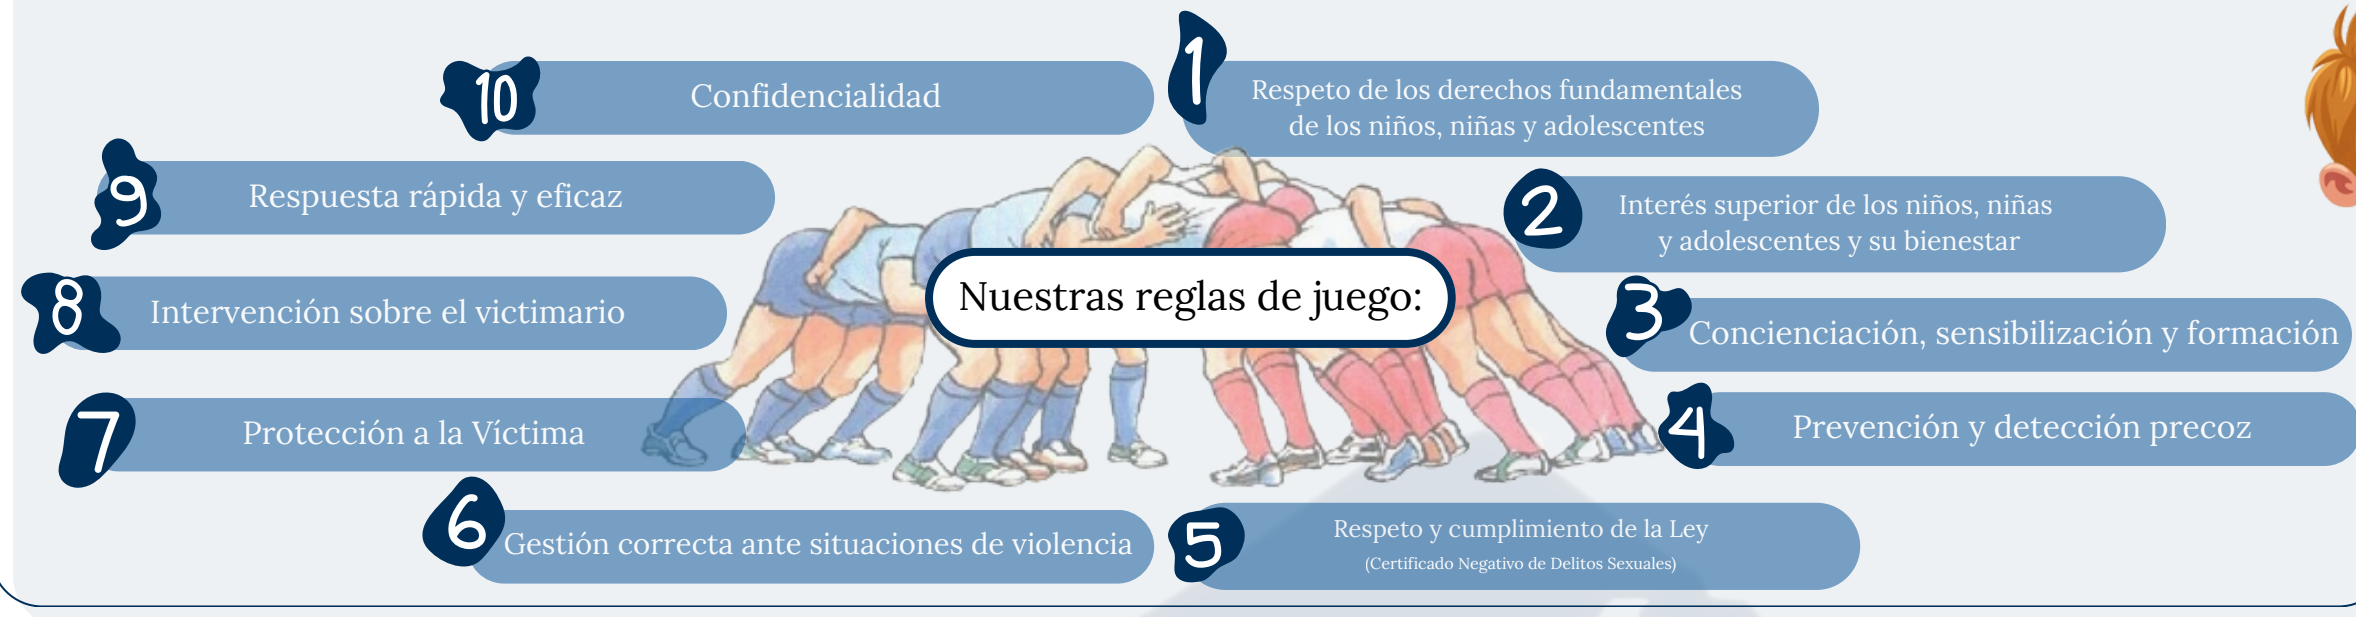 Nuestras reglas de juego:
1
Respeto de los derechos fundamentales
de los niños, niñas y adolescentes
2
Interés superior de los niños, niñas
y adolescentes y su bienestar
3
Concienciación, sensibilización y formación
4
Prevención y detección precoz
5
Respeto y cumplimiento de la Ley
(Certificado Negativo de Delitos Sexuales)
6
Gestión correcta ante situaciones de violencia
7
Protección a la Víctima
8
Intervención sobre el victimario
9
Respuesta rápida y eficaz
10
Confidencialidad